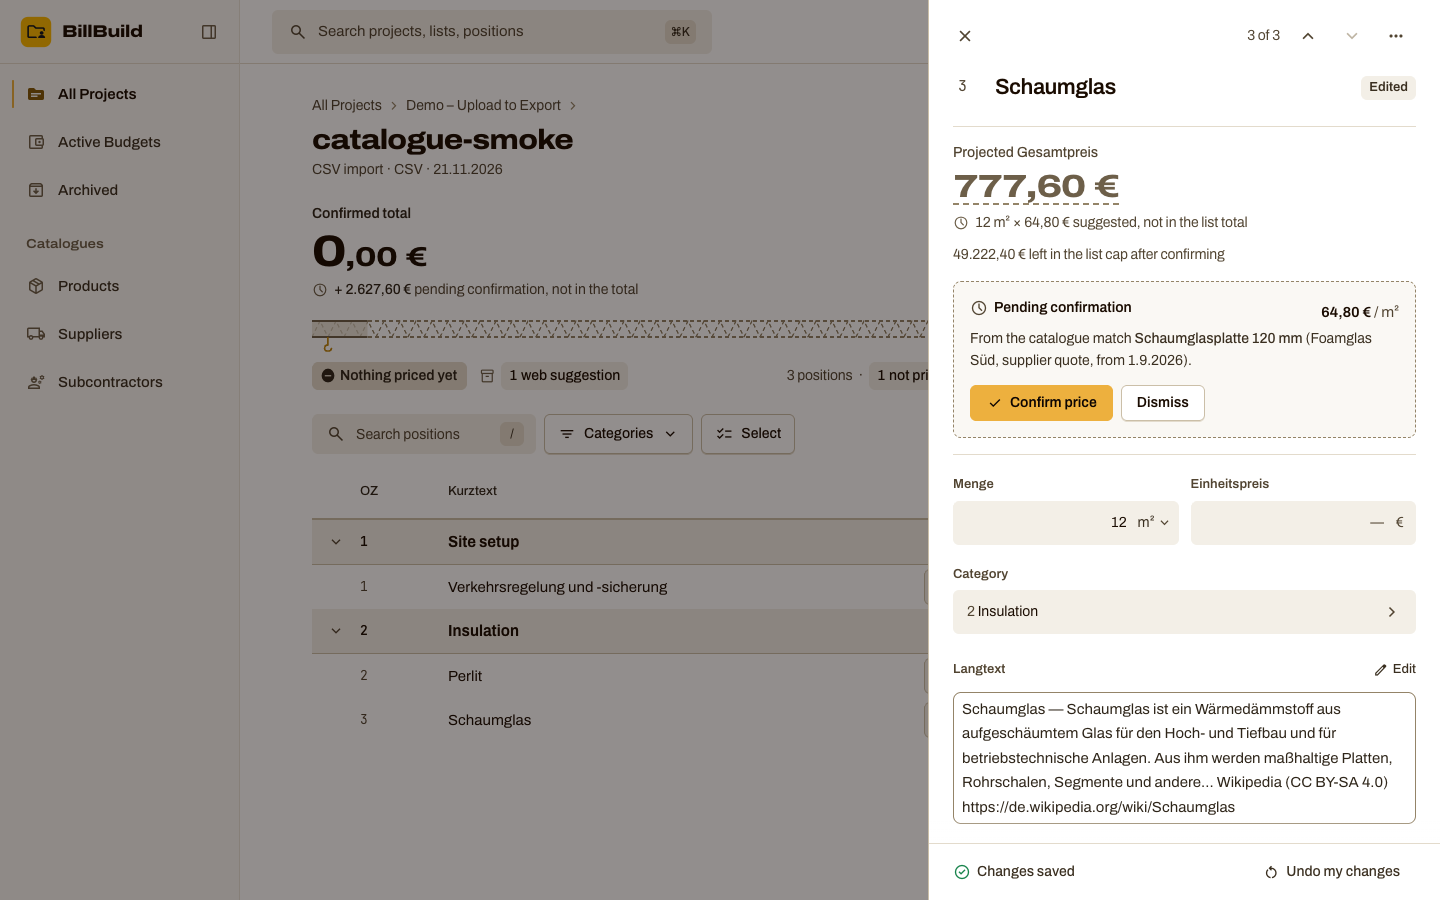 BillBuild
All Projects
Active Budgets
Archived
Catalogues
Products
Suppliers
Subcontractors
Search projects, lists, positions ⌘K
All Projects › Demo – Upload to Export ›
catalogue-smoke
CSV import · CSV · 21.11.2026
Confirmed total
0,00 €
+ 2.627,60 € pending confirmation, not in the total
Nothing priced yet 1 web suggestion 3 positions ·
Search positions / Categories Select
OZ Kurztext
1 Site setup
1 Verkehrsregelung und -sicherung
2 Insulation
2 Perlit
3 Schaumglas
3 of 3
3 Schaumglas Edited
Projected Gesamtpreis
777,60 €
12 m² × 64,80 € suggested, not in the list total
49.222,40 € left in the list cap after confirming
Pending confirmation 64,80 € / m²
From the catalogue match Schaumglasplatte 120 mm (Foamglas
Süd, supplier quote, from 1.9.2026).
Confirm price Dismiss
Menge Einheitspreis
12 m² — €
Category
2 Insulation
Langtext Edit
Schaumglas — Schaumglas ist ein Wärmedämmstoff aus
aufgeschäumtem Glas für den Hoch- und Tiefbau und für
betriebstechnische Anlagen. Aus ihm werden maßhaltige Platten,
Rohrschalen, Segmente und andere… Wikipedia (CC BY-SA 4.0)
https://de.wikipedia.org/wiki/Schaumglas
Changes saved Undo my changes